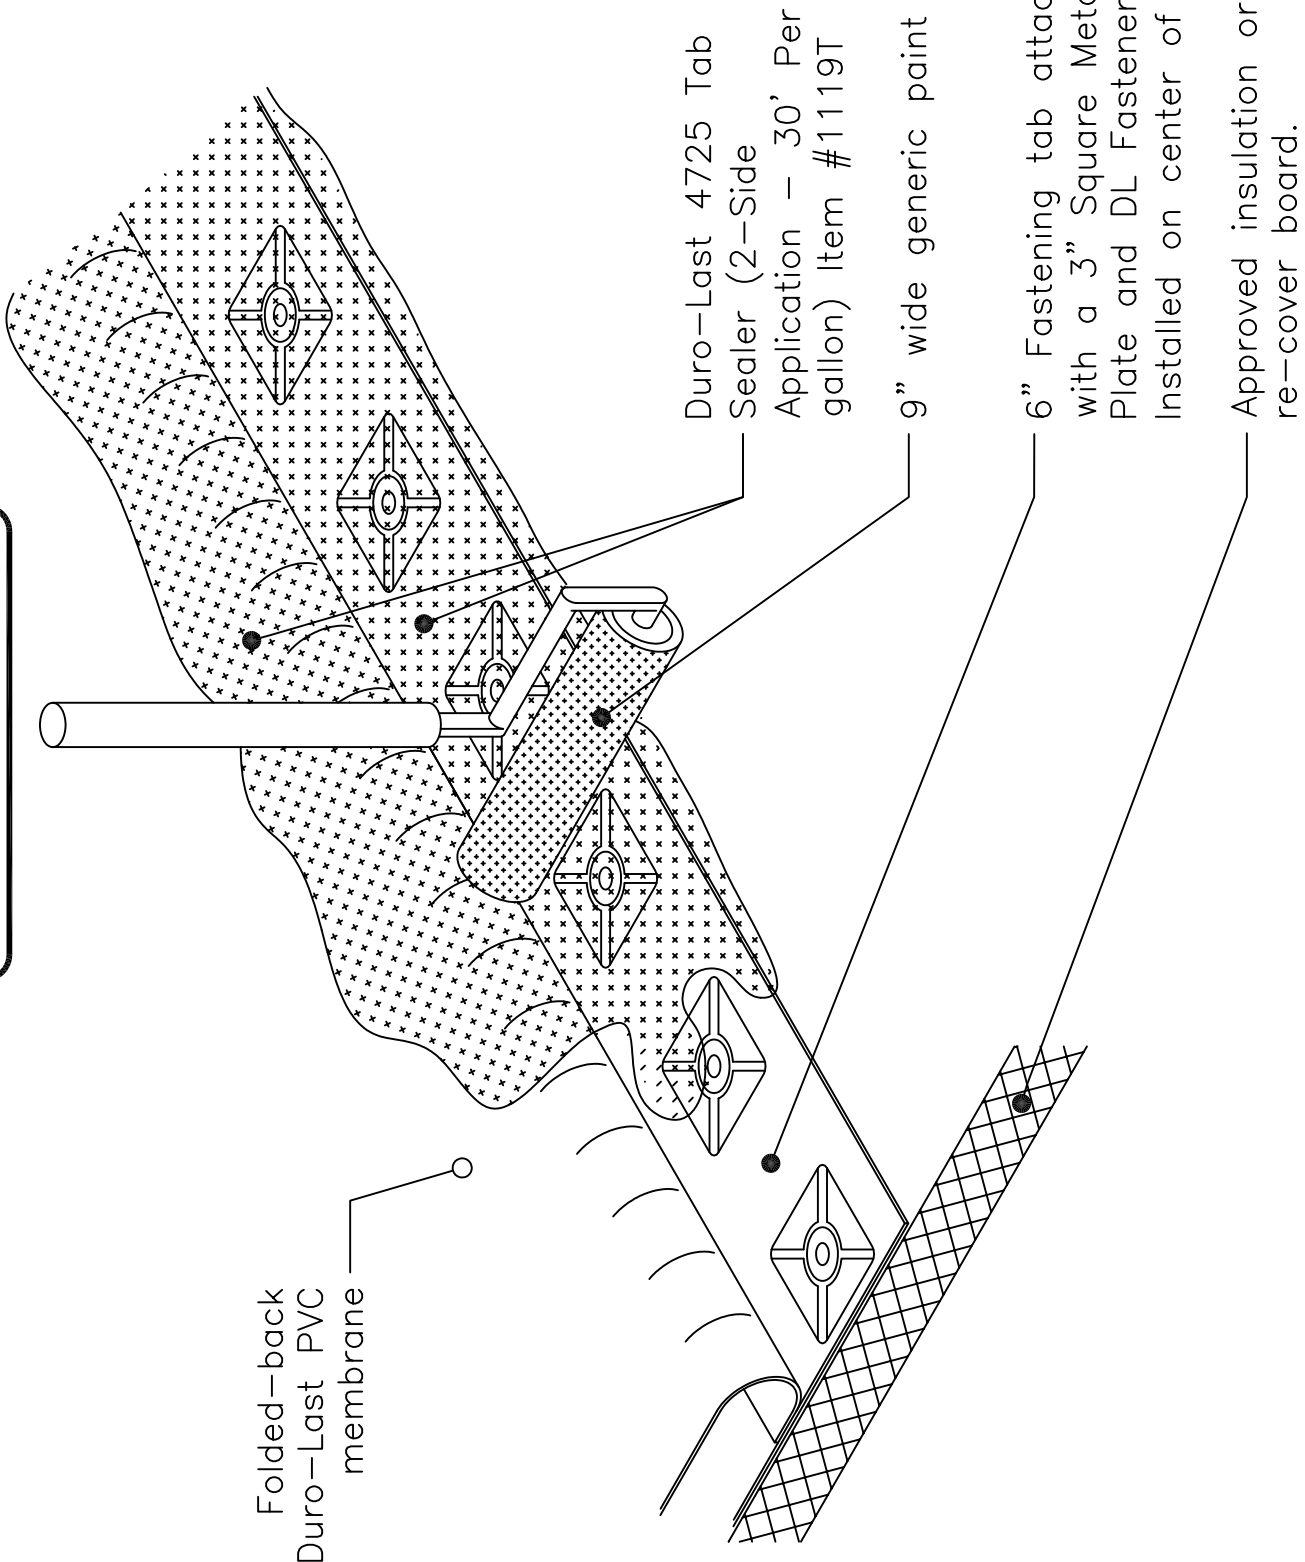 Folded-back
Duro-Last PVC
membrane
Duro-Last 4725 Tab
Sealer (2-Side
Application - 30' Per
gallon) Item #1119T
9" wide generic paint
6" Fastening tab
with a 3" Square
Plate and DL Fastener
Installed on center of
Approved insulation or
re-cover board.